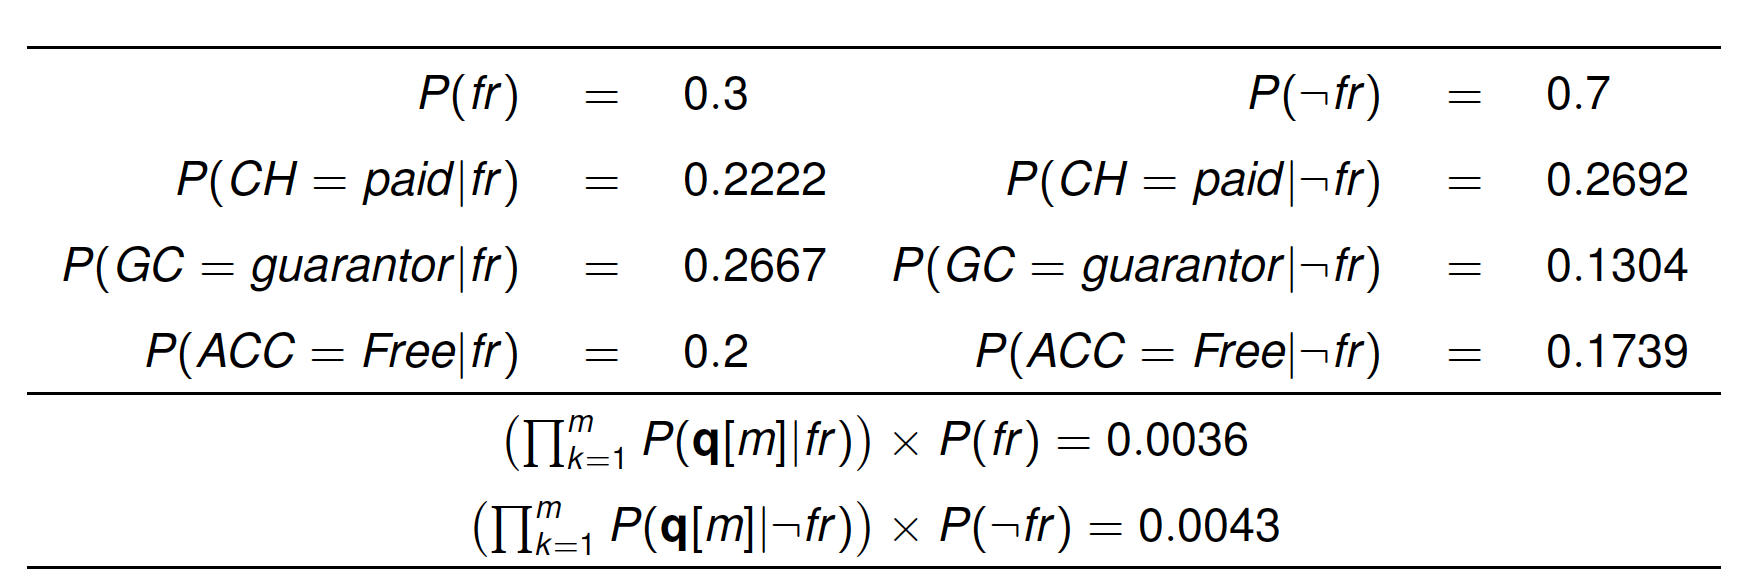 P(fr) = 0.3 P(¬fr) = 0.7
P(CH = paid|fr) = 0.2222 P(CH = paid|¬fr) = 0.2692
P(GC = guarantor|fr) = 0.2667 P(GC = guarantor|¬fr) = 0.1304
P(ACC = Free|fr) = 0.2 P(ACC = Free|¬fr) = 0.1739
(∏ᵐₖ₌₁ P(q[m]|fr)) × P(fr) = 0.0036
(∏ᵐₖ₌₁ P(q[m]|¬fr)) × P(¬fr) = 0.0043